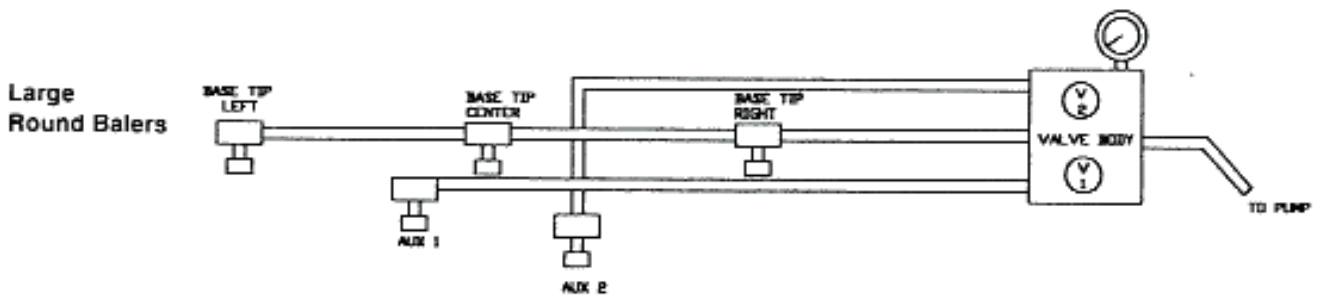 Large
Round Balers
BASE TIP
LEFT
BASE TIP
CENTER
BASE TIP
RIGHT
V
2
VALVE BODY
V
1
TO PUMP
AUX 1
AUX 2